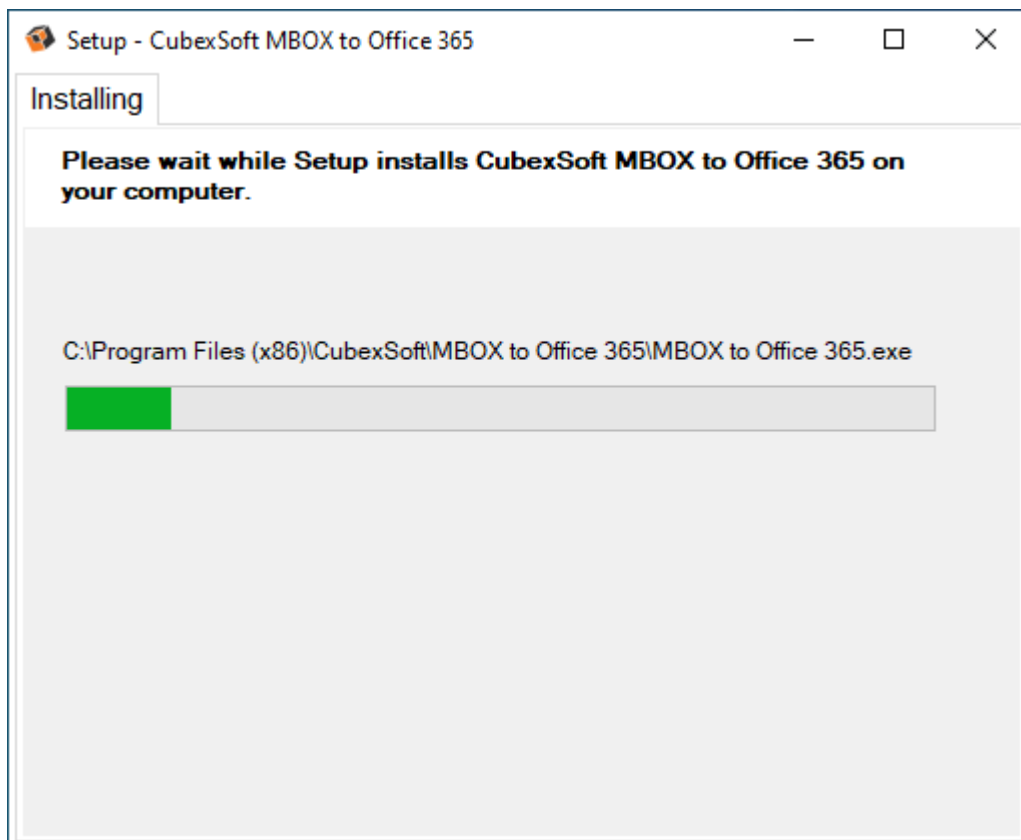 Setup - CubexSoft MBOX to Office 365
Installing
Please wait while Setup installs CubexSoft MBOX to Office 365 on
your computer.
C:\Program Files (x86)\CubexSoft\MBOX to Office 365\MBOX to Office 365.exe